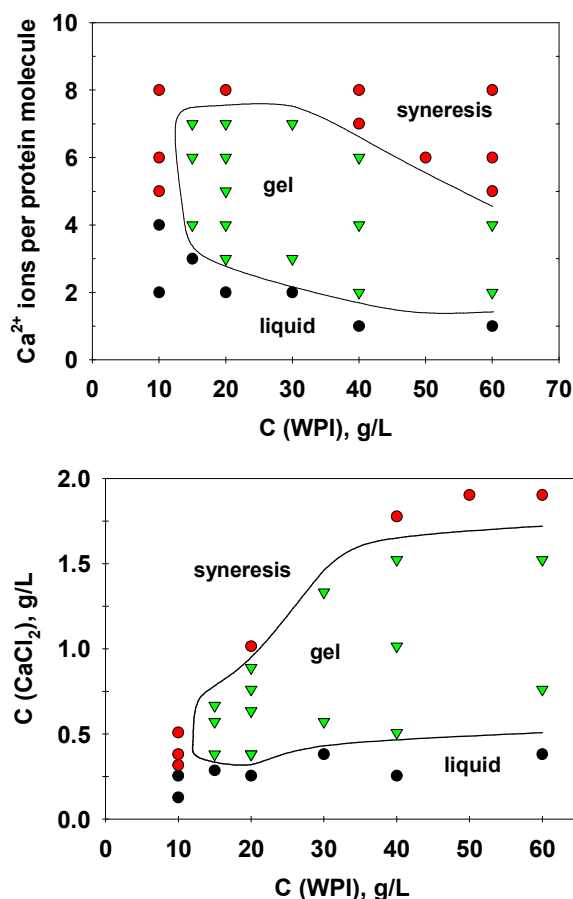 Ca²⁺ ions per protein molecule
10
8
6
4
2
0
syneresis
gel
liquid
0 10 20 30 40 50 60 70
C (WPI), g/L
C (CaCl₂), g/L
2.0
1.5
1.0
0.5
0.0
syneresis
gel
liquid
0 10 20 30 40 50 60
C (WPI), g/L